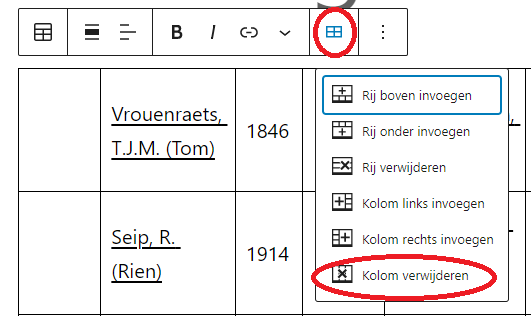 B I
Vrouenraets,
T.J.M. (Tom)
1846
Seip, R.
(Rien)
1914
Rij boven invoegen
Rij onder invoegen
Rij verwijderen
Kolom links invoegen
Kolom rechts invoegen
Kolom verwijderen